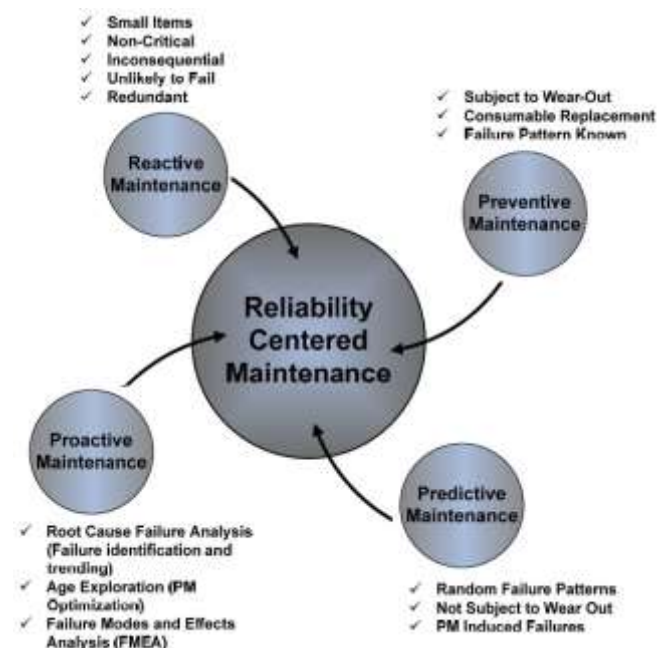 ✓ Small Items
✓ Non-Critical
✓ Inconsequential
✓ Unlikely to Fail
✓ Redundant
Reactive
Maintenance
✓ Subject to Wear-Out
✓ Consumable Replacement
✓ Failure Pattern Known
Preventive
Maintenance
Reliability
Centered
Maintenance
Proactive
Maintenance
✓ Root Cause Failure Analysis
(Failure identification and
trending)
✓ Age Exploration (PM
Optimization)
✓ Failure Modes and Effects
Analysis (FMEA)
Predictive
Maintenance
✓ Random Failure Patterns
✓ Not Subject to Wear Out
✓ PM Induced Failures